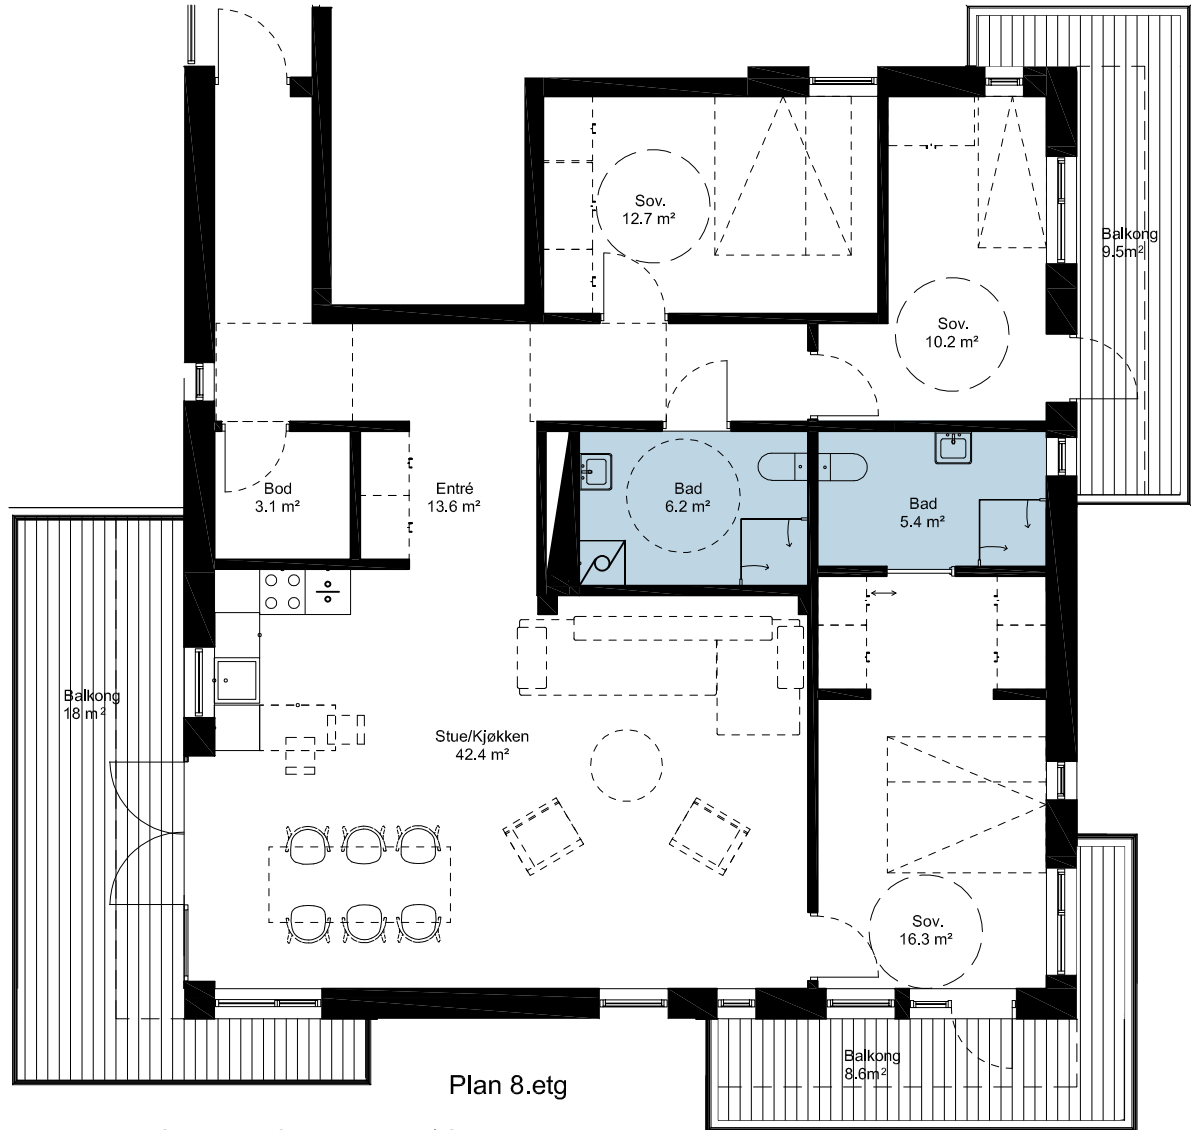 Sov.
12.7 m²
Balkong
9.5m²
Sov.
10.2 m²
Bod
3.1 m²
Entré
13.6 m²
Bad
6.2 m²
Bad
5.4 m²
Balkong
18 m²
Stue/Kjøkken
42.4 m²
Sov.
16.3 m²
Balkong
8.6m²
Plan 8.etg